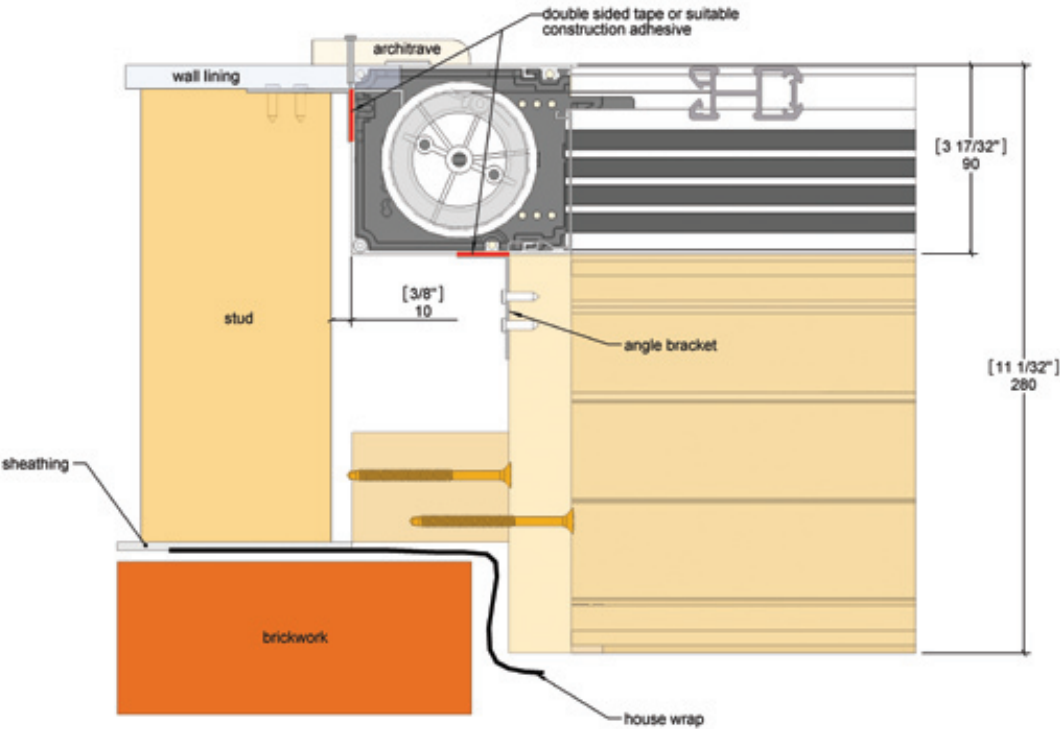 double sided tape or suitable
construction adhesive
architrave
wall lining
[3 17/32"]
90
[3/8"]
10
stud
angle bracket
[11 1/32"]
280
sheathing
brickwork
house wrap